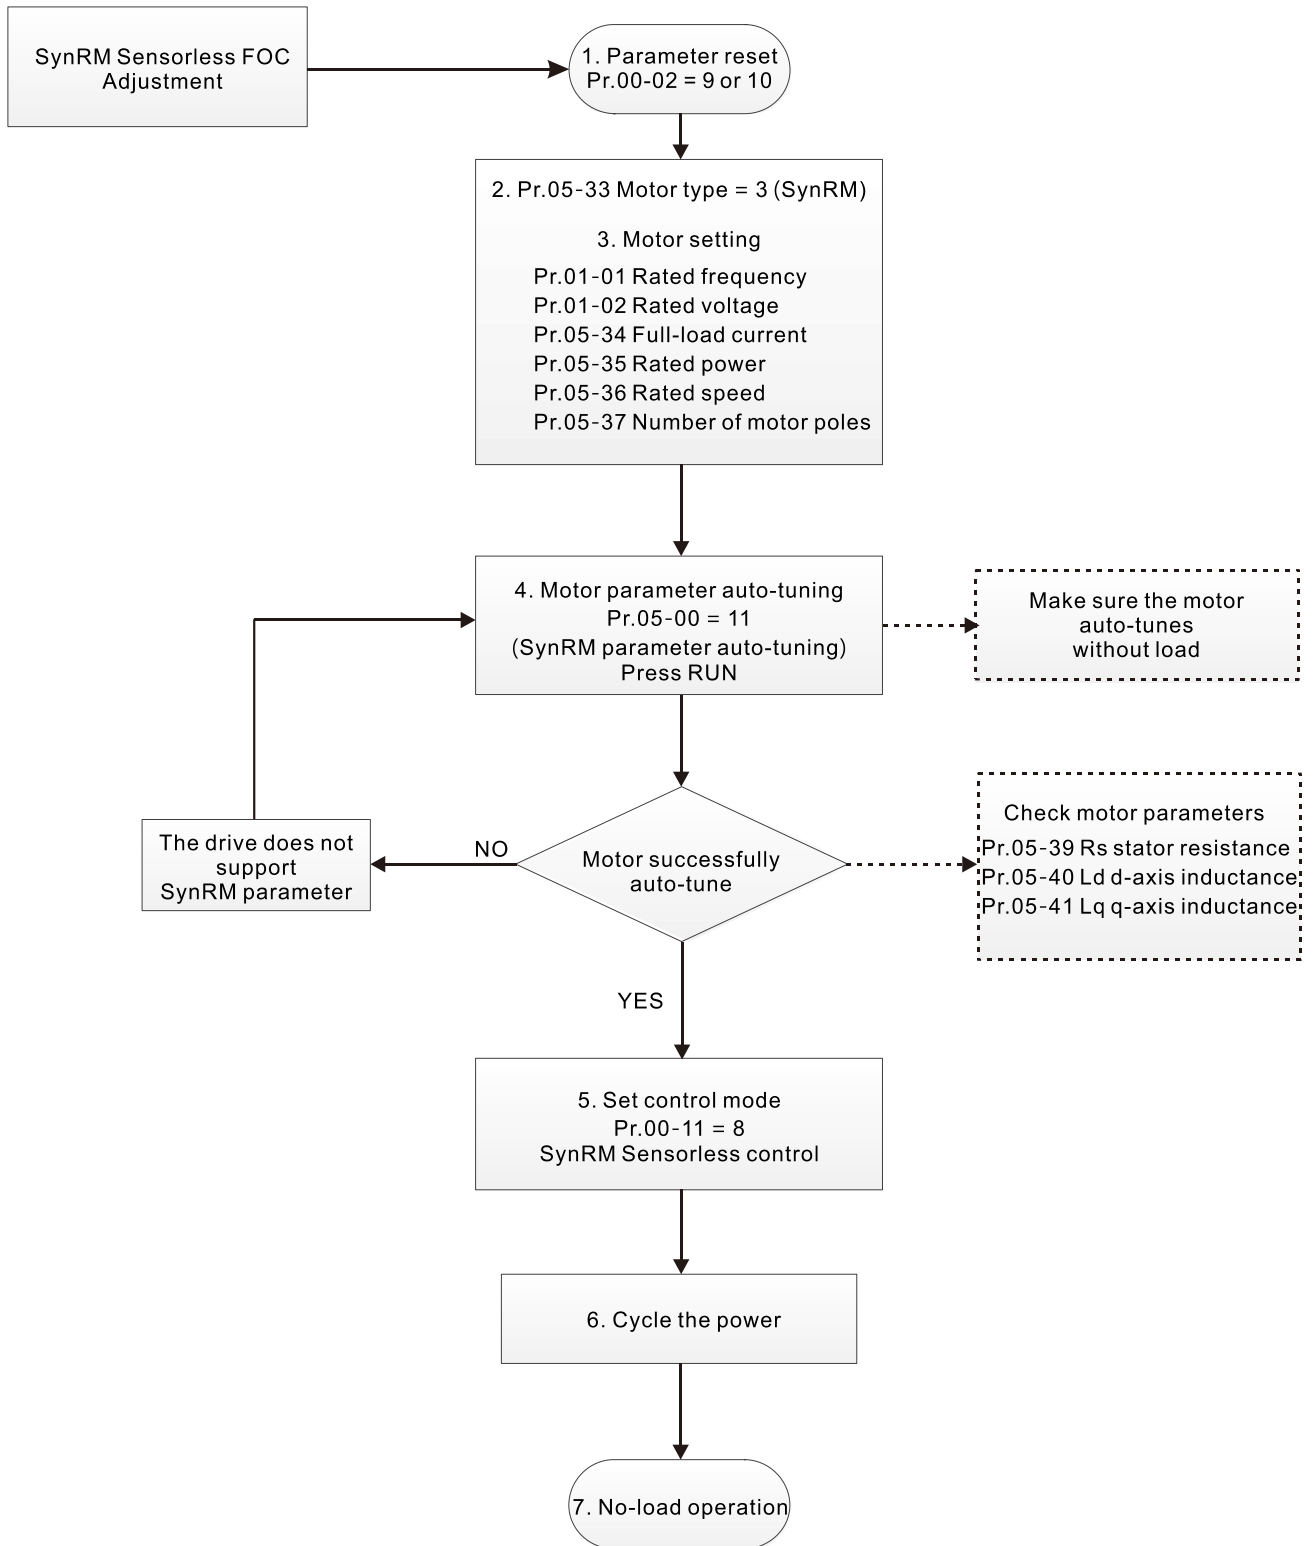 SynRM Sensorless FOC
Adjustment
1. Parameter reset
Pr.00-02 = 9 or 10
2. Pr.05-33 Motor type = 3 (SynRM)
3. Motor setting
Pr.01-01 Rated frequency
Pr.01-02 Rated voltage
Pr.05-34 Full-load current
Pr.05-35 Rated power
Pr.05-36 Rated speed
Pr.05-37 Number of motor poles
4. Motor parameter auto-tuning
Pr.05-00 = 11
(SynRM parameter auto-tuning)
Press RUN
Make sure the motor
auto-tunes
without load
Motor successfully
auto-tune
NO
The drive does not
support
SynRM parameter
Check motor parameters
Pr.05-39 Rs stator resistance
Pr.05-40 Ld d-axis inductance
Pr.05-41 Lq q-axis inductance
YES
5. Set control mode
Pr.00-11 = 8
SynRM Sensorless control
6. Cycle the power
7. No-load operation